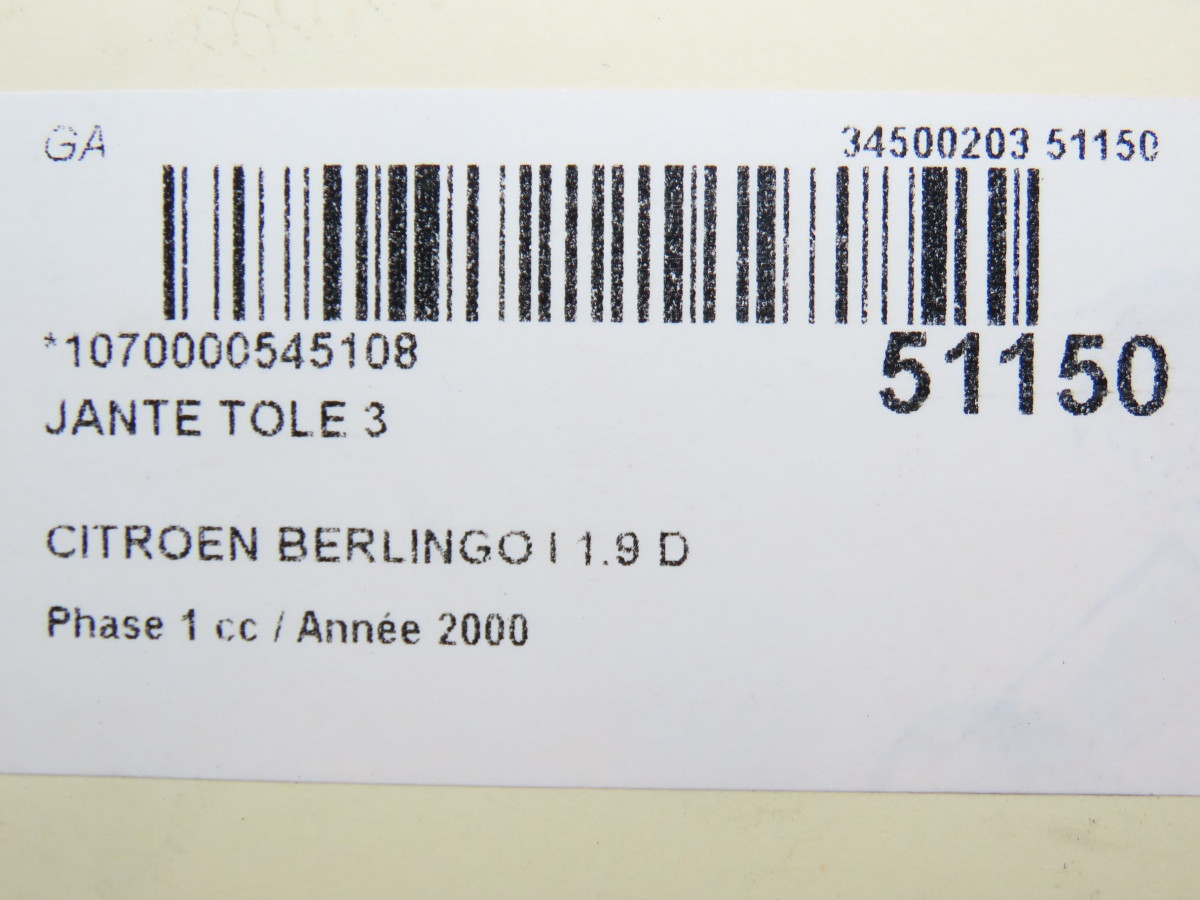 GA
34500203 51150
*1070000545108
51150
JANTE TOLE 3
CITROEN BERLINGO I 1.9 D
Phase 1 cc / Année 2000